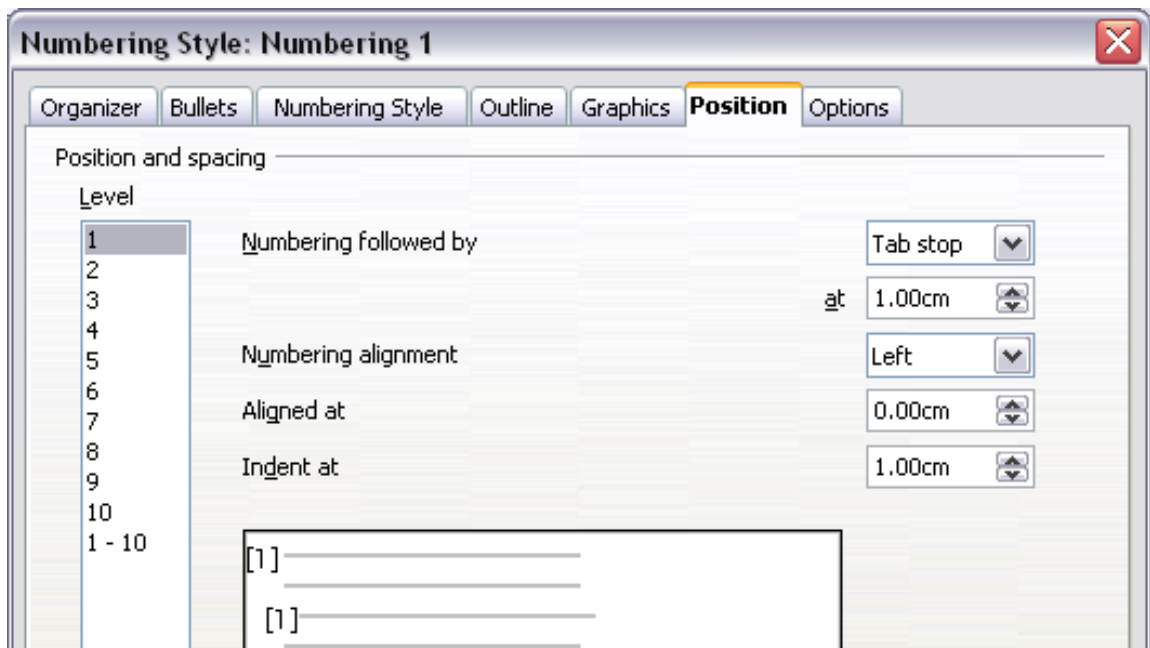 Numbering Style: Numbering 1
Organizer Bullets Numbering Style Outline Graphics Position Options
Position and spacing
Level
1
2
3
4
5
6
7
8
9
10
1 - 10
Numbering followed by Tab stop
at 1.00cm
Numbering alignment Left
Aligned at 0.00cm
Indent at 1.00cm
[1]
[1]